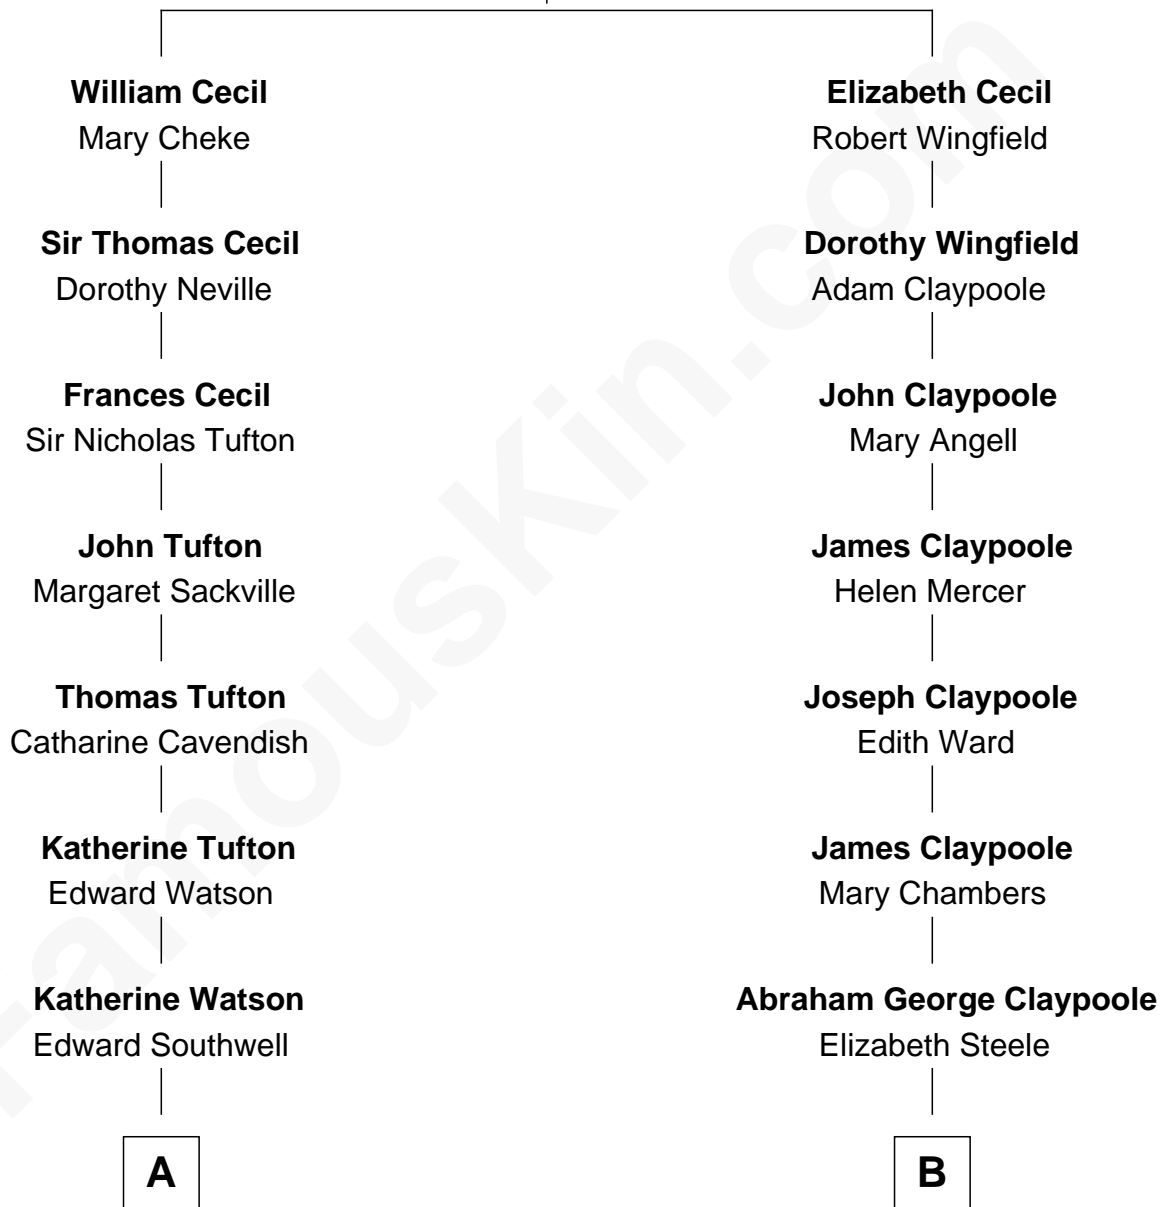 William Cecil
Mary Cheke
Elizabeth Cecil
Robert Wingfield
Sir Thomas Cecil
Dorothy Neville
Dorothy Wingfield
Adam Claypoole
Frances Cecil
Sir Nicholas Tufton
John Claypoole
Mary Angell
John Tufton
Margaret Sackville
James Claypoole
Helen Mercer
Thomas Tufton
Catharine Cavendish
Joseph Claypoole
Edith Ward
Katherine Tufton
Edward Watson
James Claypoole
Mary Chambers
Katherine Watson
Edward Southwell
Abraham George Claypoole
Elizabeth Steele
A
B
FamousKin.com